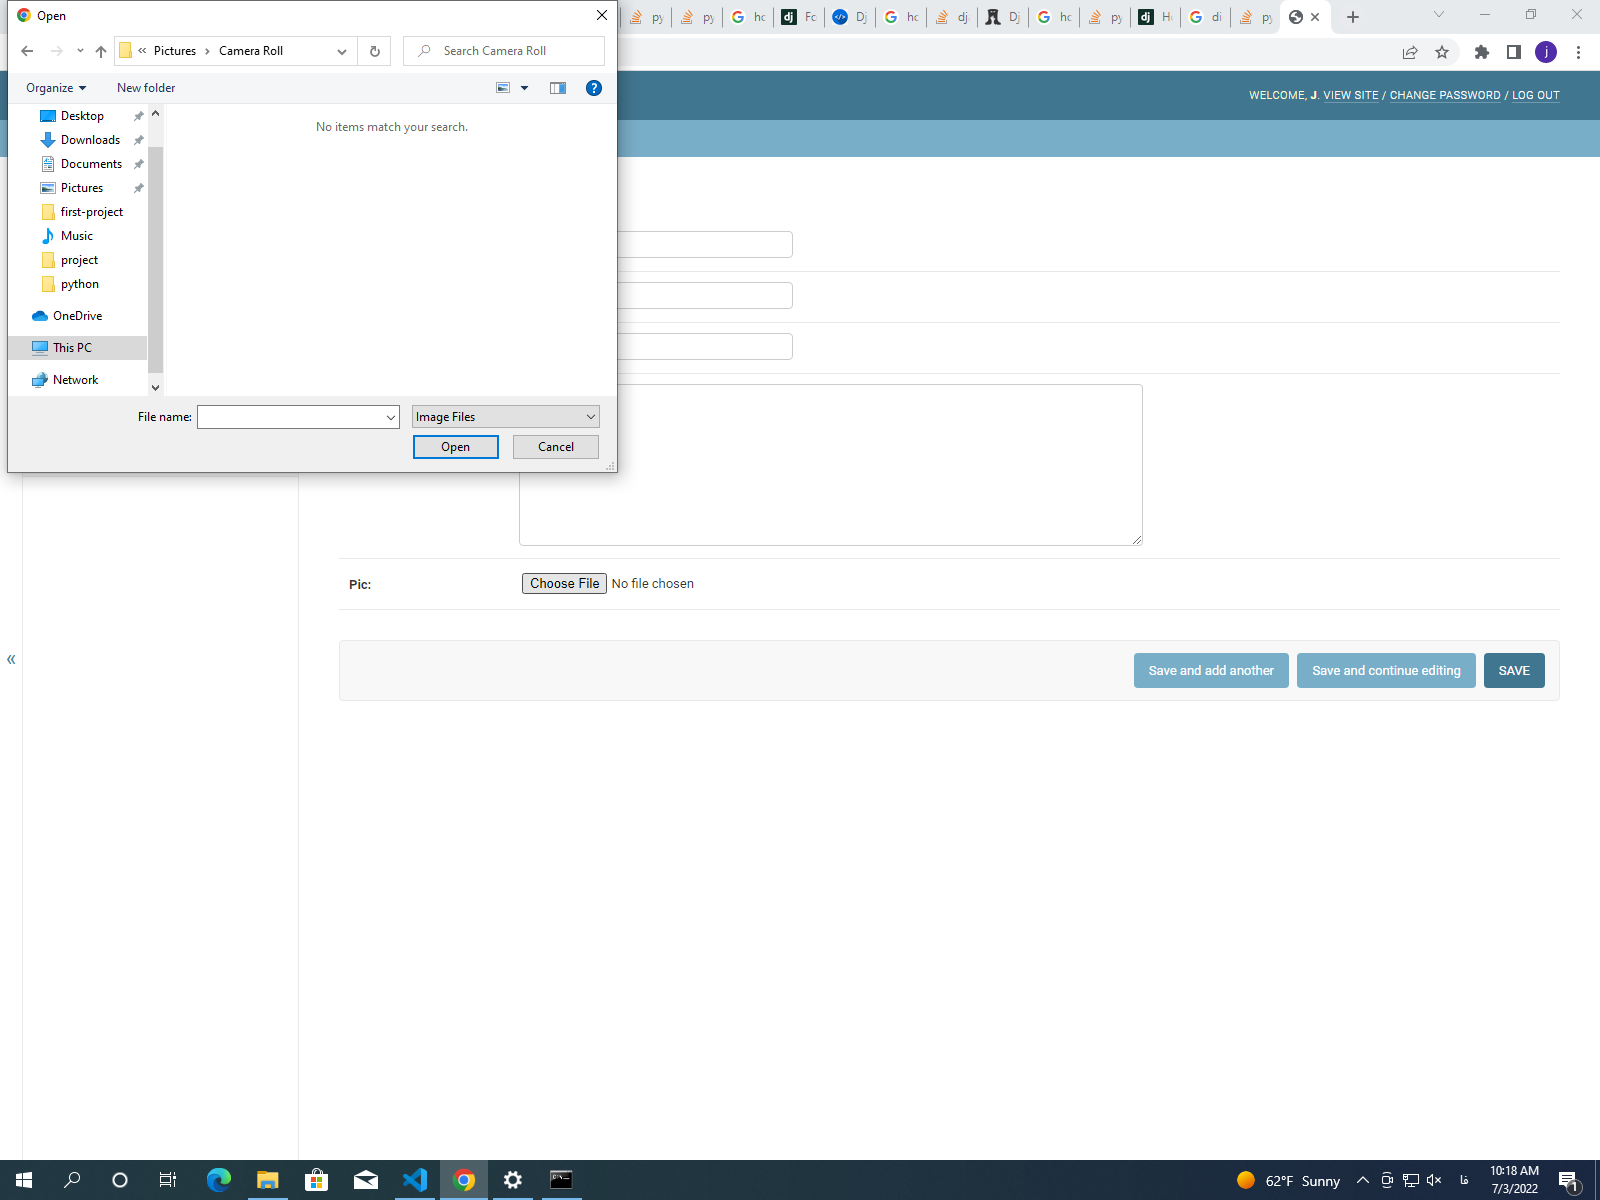 Open
py
py
hc
Fc
Dj
hc
dj
Dj
hc
py
H
di
py
Pictures
Camera Roll
Search Camera Roll
j
Organize
New folder
WELCOME, J. VIEW SITE / CHANGE PASSWORD / LOG OUT
Desktop
No items match your search.
Downloads
Documents
Pictures
first-project
Music
project
python
OneDrive
This PC
Network
File name:
Image Files
Open
Cancel
Pic:
Choose File No file chosen
«
Save and add another
Save and continue editing
SAVE
62°F Sunny
فا
10:18 AM
7/3/2022
1